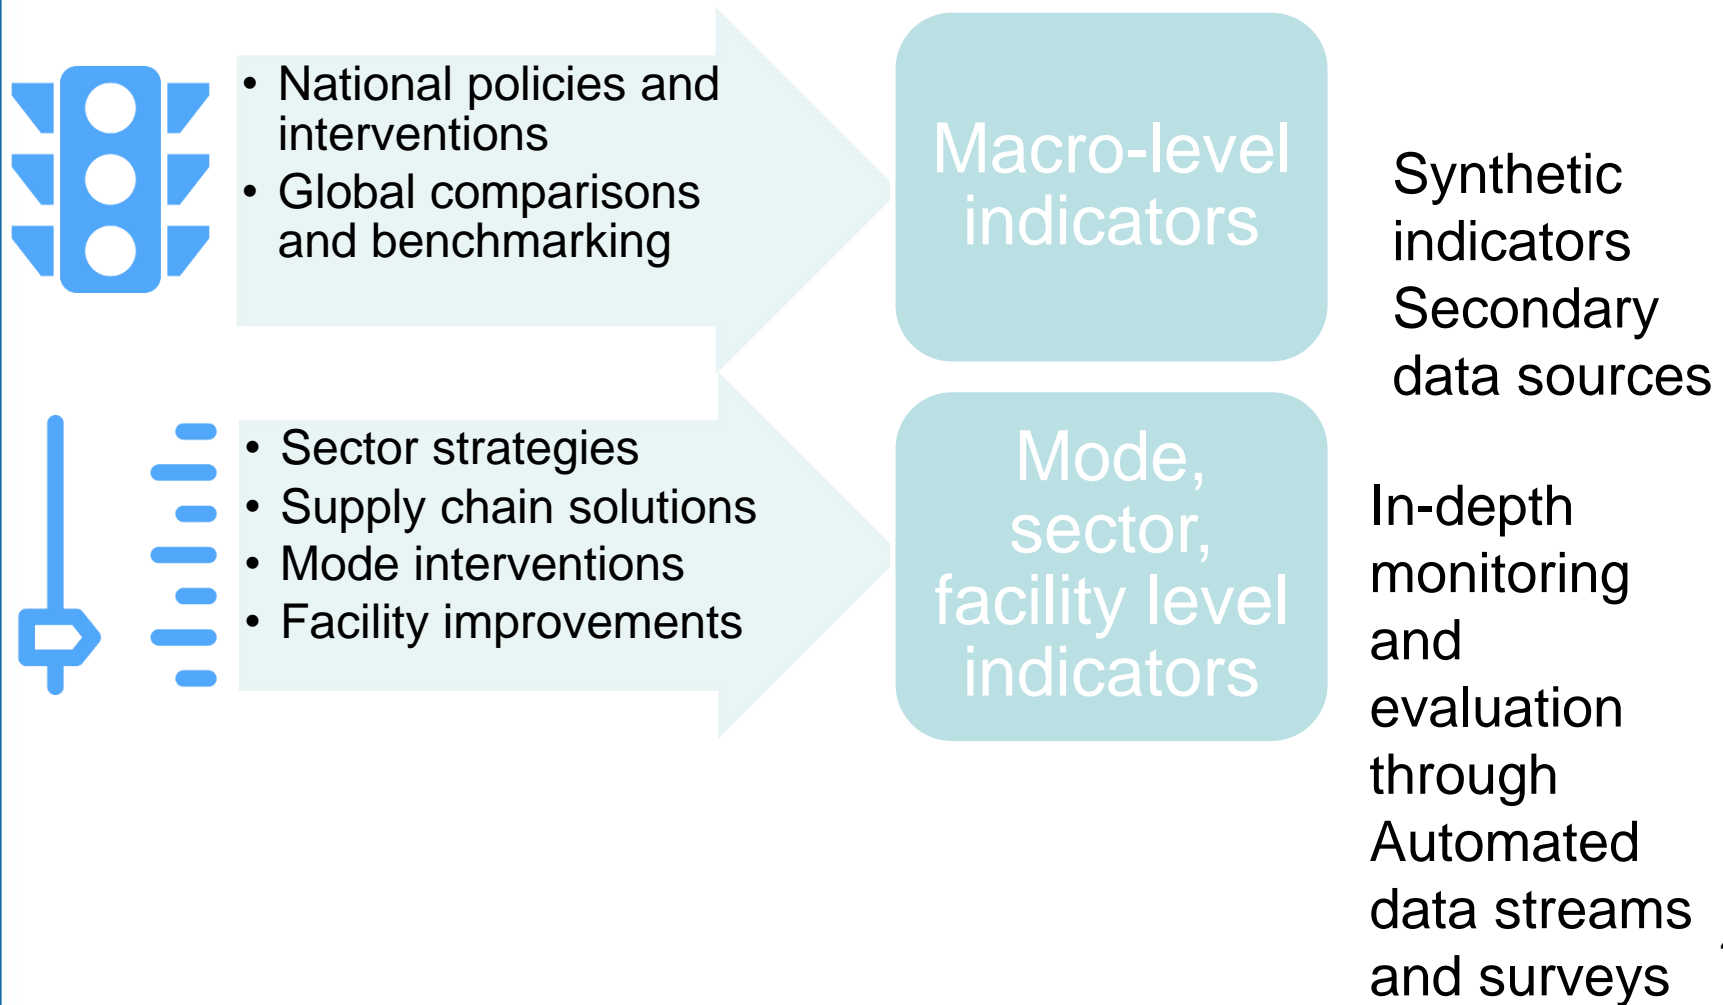 • National policies and
interventions
• Global comparisons
and benchmarking
Macro-level
indicators
Synthetic
indicators
Secondary
data sources
• Sector strategies
• Supply chain solutions
• Mode interventions
• Facility improvements
Mode,
sector,
facility level
indicators
In-depth
monitoring
and
evaluation
through
Automated
data streams
and surveys